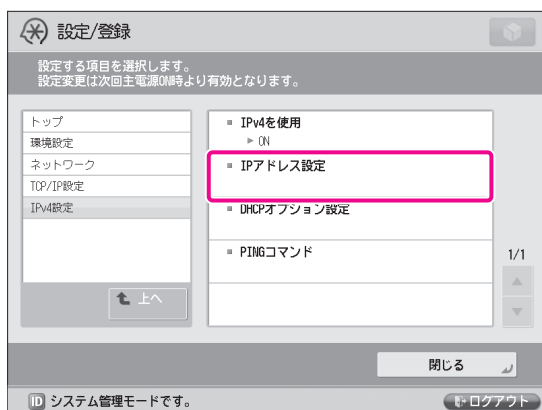 設定/登録
設定する項目を選択します。
設定変更は次回主電源ON時より有効となります。
トップ
環境設定
ネットワーク
TCP/IP設定
IPv4設定
上へ
IPv4を使用
ON
IPアドレス設定
DHCPオプション設定
PINGコマンド
1/1
閉じる
ID システム管理モードです。
ログアウト